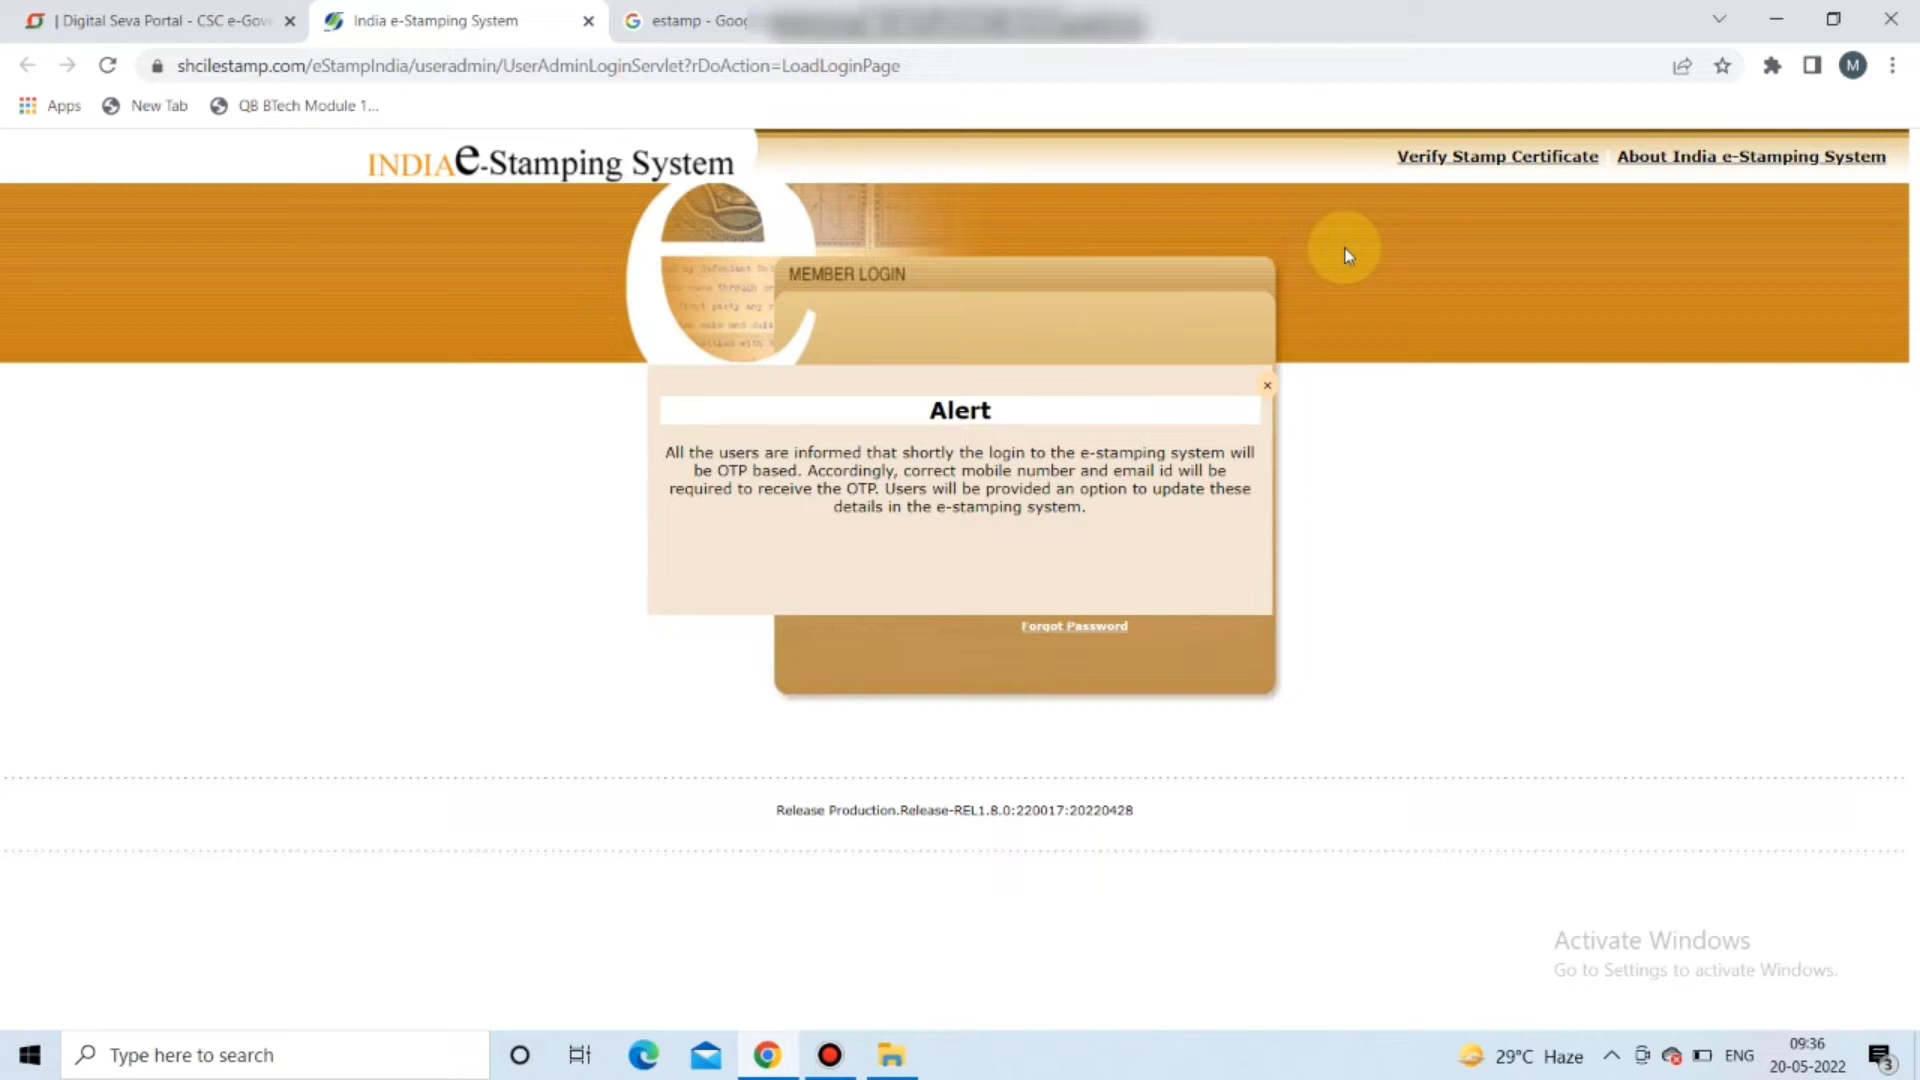 | Digital Seva Portal - CSC e-Gov
India e-Stamping System
estamp - Goog
shcilestamp.com/eStampIndia/useradmin/UserAdminLoginServlet?rDoAction=LoadLoginPage
M
Apps
New Tab
QB BTech Module 1...
INDIA e-Stamping System
Verify Stamp Certificate
About India e-Stamping System
MEMBER LOGIN
Alert
All the users are informed that shortly the login to the e-stamping system will
be OTP based. Accordingly, correct mobile number and email id will be
required to receive the OTP. Users will be provided an option to update these
details in the e-stamping system.
Forgot Password
Release Production.Release-REL1.8.0:220017:20220428
Activate Windows
Go to Settings to activate Windows.
Type here to search
29°C Haze
ENG
09:36
20-05-2022
3